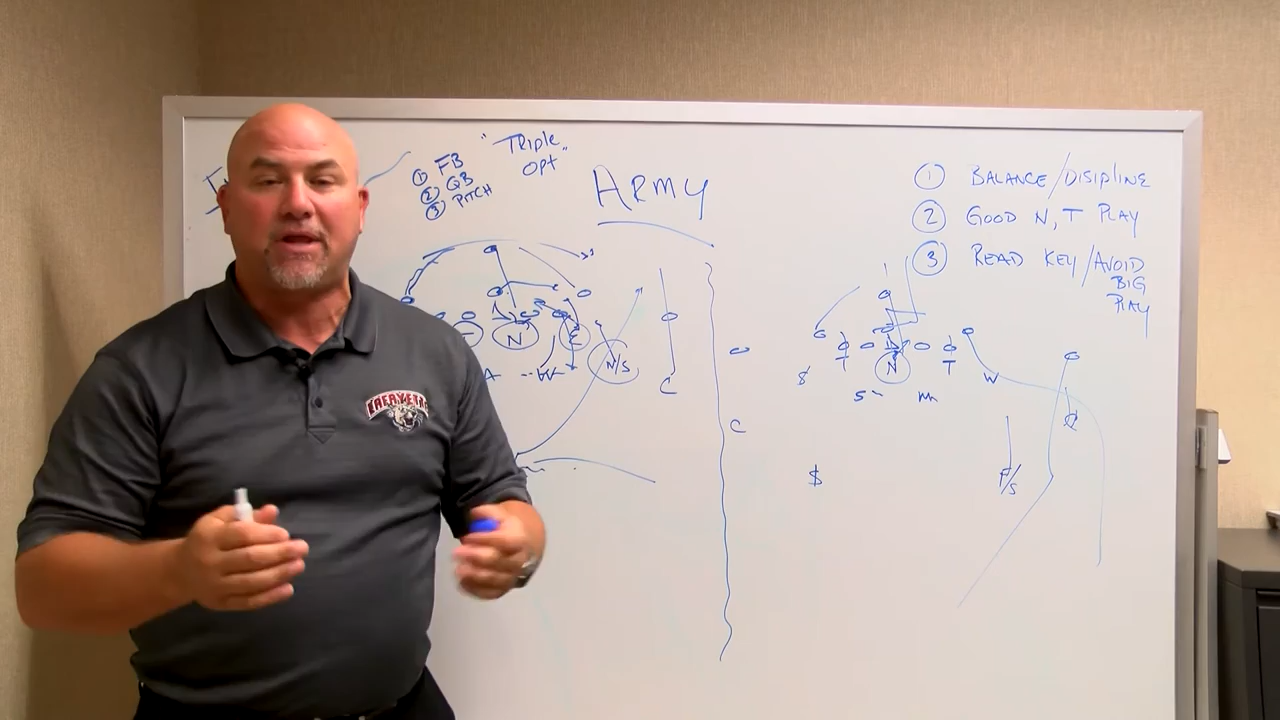 ① FB
② QB
③ PITCH
"TRIPLE"
OPT
ARMY
① BALANCE/DISIPLINE
② GOOD N, T PLAY
③ READ KEY/AVOID
BIG
PLAY
LAFAYETTE
N
E
N/S
W
C
C
$
T
N
T
W
S
M
$
F/S